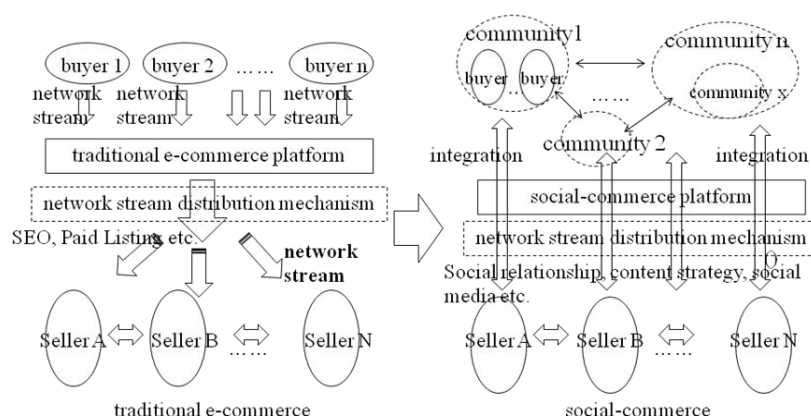 buyer 1 buyer 2 ... ... buyer n
network stream network stream network stream
traditional e-commerce platform
network stream distribution mechanism
SEO, Paid Listing etc.
network stream
Seller A Seller B ... ... Seller N
traditional e-commerce
community1 community n
buyer ... buyer
community x
... ...
community 2
integration integration
social-commerce platform
network stream distribution mechanism
0
Social relationship, content strategy, social
media etc.
Seller A Seller B ... ... Seller N
social-commerce